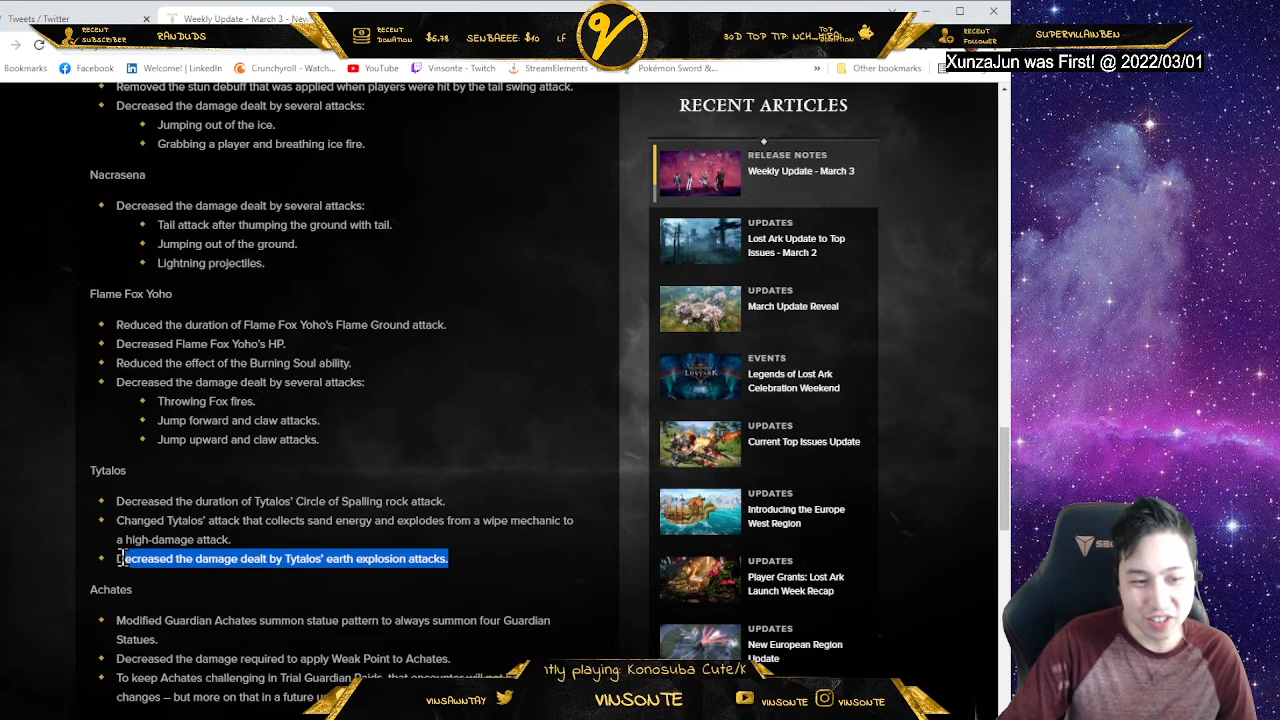 Tweets / Twitter
Weekly Update - March 3 - New
RECENT SUBSCRIBER
RANDUDS
RECENT DONATION
$6.78
SENBAEEE: $10
30D TOP TIP:
TOP DONATION
RECENT FOLLOWER
SUPERVILLAINBEN
XunzaJun was First! @ 2022/03/01
Bookmarks
Facebook
Welcome! | LinkedIn
Crunchyroll - Watch...
YouTube
Vinsonte - Twitch
StreamElements -
Pokémon Sword &...
»
Other bookmarks
Removed the stun debuff that was applied when players were hit by the tail swing attack.
Decreased the damage dealt by several attacks:
Jumping out of the ice.
Grabbing a player and breathing ice fire.
Nacrasena
Decreased the damage dealt by several attacks:
Tail attack after thumping the ground with tail.
Jumping out of the ground.
Lightning projectiles.
Flame Fox Yoho
Reduced the duration of Flame Fox Yoho's Flame Ground attack.
Decreased Flame Fox Yoho's HP.
Reduced the effect of the Burning Soul ability.
Decreased the damage dealt by several attacks:
Throwing Fox fires.
Jump forward and claw attacks.
Jump upward and claw attacks.
Tytalos
Decreased the duration of Tytalos' Circle of Spalling rock attack.
Changed Tytalos' attack that collects sand energy and explodes from a wipe mechanic to
a high-damage attack.
Decreased the damage dealt by Tytalos' earth explosion attacks.
Achates
Modified Guardian Achates summon statue pattern to always summon four Guardian
Statues.
Decreased the damage required to apply Weak Point to Achates.
To keep Achates challenging in Trial Guardian Raids, that encounter will not
changes – but more on that in a future
RECENT ARTICLES
RELEASE NOTES
Weekly Update - March 3
UPDATES
Lost Ark Update to Top
Issues - March 2
UPDATES
March Update Reveal
EVENTS
Legends of Lost Ark
Celebration Weekend
UPDATES
Current Top Issues Update
UPDATES
Introducing the Europe
West Region
UPDATES
Player Grants: Lost Ark
Launch Week Recap
UPDATES
New European Region
Update
ntly playing: Konosuba Cute/K
VINSAWNTAY
VINSONTE
VINSONTE
VINSONTE